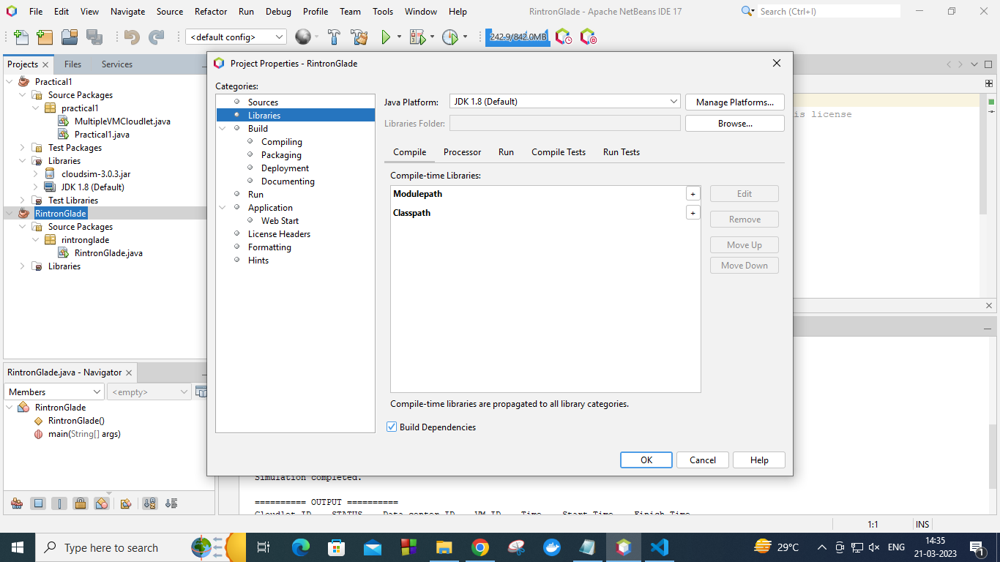 File Edit View Navigate Source Refactor Run Debug Profile Team Tools Window Help
RintronGlade - Apache NetBeans IDE 17
Search (Ctrl+I)
<default config>
242.9/842.0MB
Projects
Files
Services
Practical1
Source Packages
practical1
MultipleVMCloudlet.java
Practical1.java
Test Packages
Libraries
cloudsim-3.0.3.jar
JDK 1.8 (Default)
Test Libraries
RintronGlade
Source Packages
rintronglade
RintronGlade.java
Libraries
RintronGlade.java - Navigator
Members
<empty>
RintronGlade
RintronGlade()
main(String[] args)
Project Properties - RintronGlade
Categories:
Sources
Libraries
Build
Compiling
Packaging
Deployment
Documenting
Run
Application
Web Start
License Headers
Formatting
Hints
Java Platform:
JDK 1.8 (Default)
Manage Platforms...
Libraries Folder:
Browse...
Compile
Processor
Run
Compile Tests
Run Tests
Compile-time Libraries:
Modulepath
+
Classpath
+
Edit
Remove
Move Up
Move Down
Compile-time libraries are propagated to all library categories.
Build Dependencies
OK
Cancel
Help
is license
Simulation completed.
========== OUTPUT ==========
Cloudlet ID STATUS Data center ID VM ID Time Start Time Finish Time
1:1
INS
Type here to search
29°C
ENG
14:35
21-03-2023
1